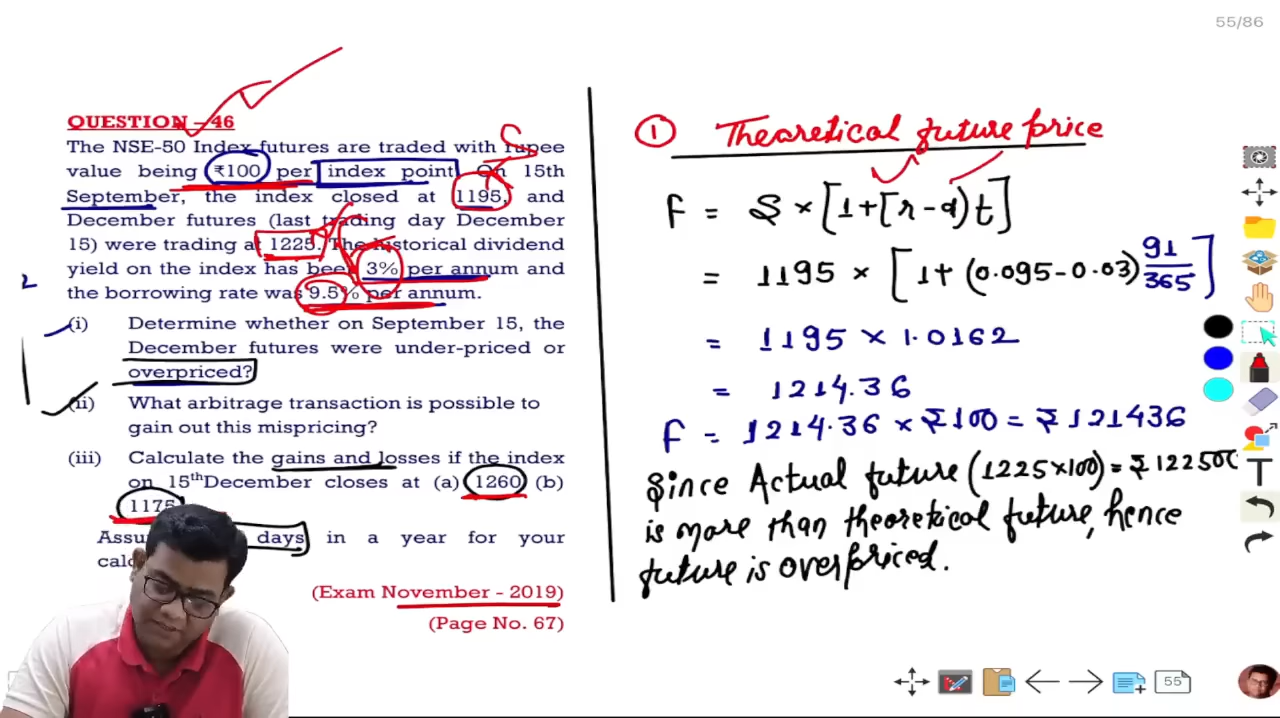 55/86
QUESTION – 46
The NSE-50 Index futures are traded with rupee
value being ₹100 per index point. On 15th
September, the index closed at 1195, and
December futures (last trading day December
15) were trading at 1225. The historical dividend
yield on the index has been 3% per annum and
the borrowing rate was 9.5% per annum.
(i) Determine whether on September 15, the
December futures were under-priced or
overpriced?
(ii) What arbitrage transaction is possible to
gain out this mispricing?
(iii) Calculate the gains and losses if the index
on 15thDecember closes at (a) 1260 (b)
1175
days in a year for your
(Exam November - 2019)
(Page No. 67)
① Theoretical future price
F = S × [1+(r-d)t]
= 1195 × [1+(0.095-0.03) 91/365]
= 1195 × 1.0162
= 1214.36
F = 1214.36 × ₹100 = ₹121436
Since Actual future (1225×100) = ₹122500
is more than theoretical future, hence
future is overpriced.
55